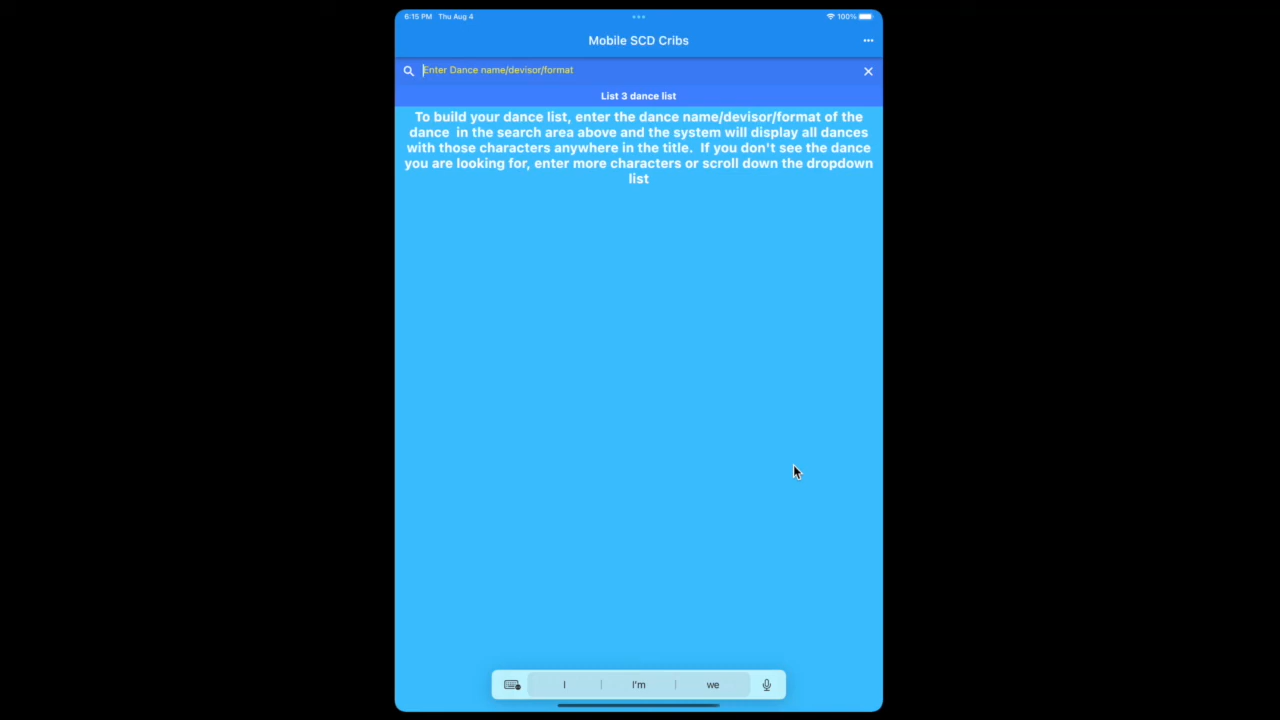 6:15 PM Thu Aug 4
100%
Mobile SCD Cribs
Enter Dance name/devisor/format
List 3 dance list
To build your dance list, enter the dance name/devisor/format of the
dance  in the search area above and the system will display all dances
with those characters anywhere in the title.  If you don't see the dance
you are looking for, enter more characters or scroll down the dropdown
list
I
I'm
we